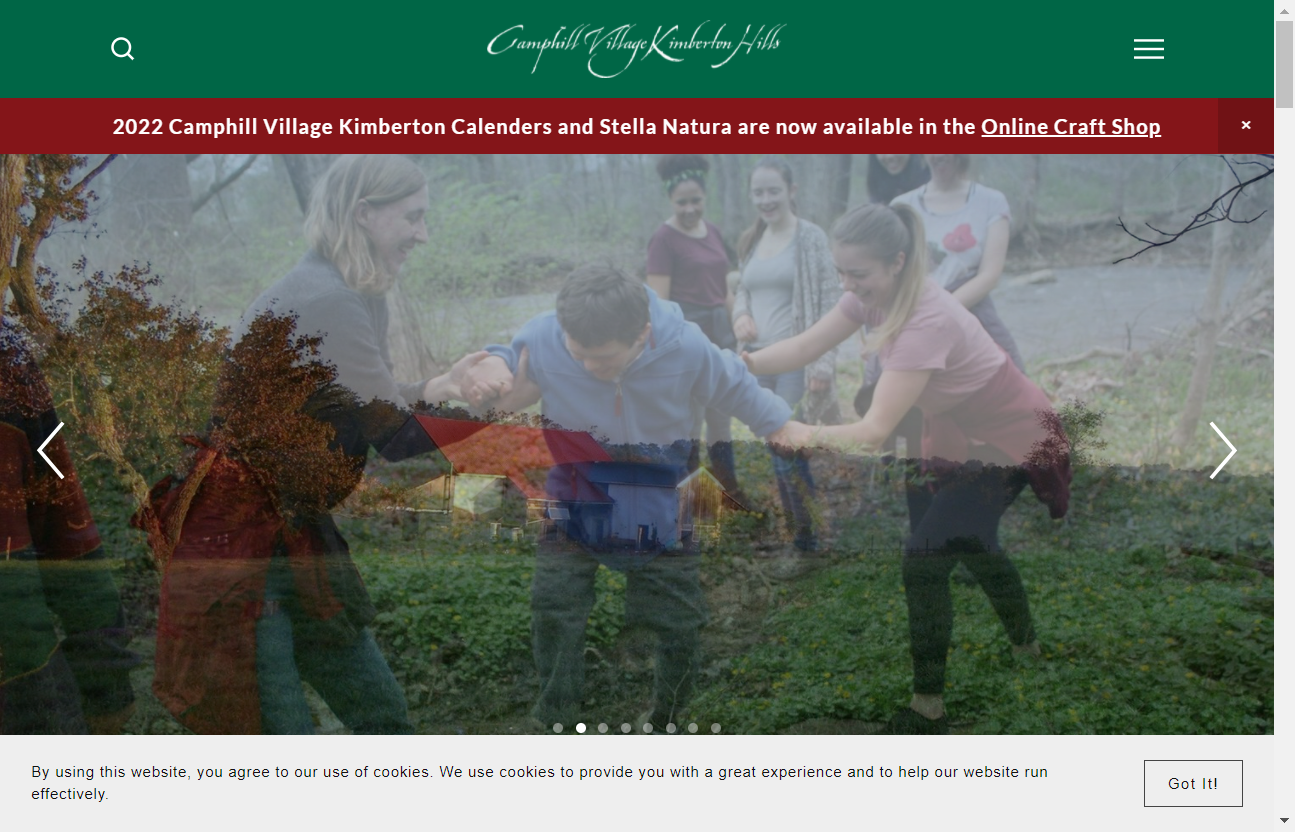 Camphill Village Kimberton Hills
2022 Camphill Village Kimberton Calenders and Stella Natura are now available in the Online Craft Shop
×
By using this website, you agree to our use of cookies. We use cookies to provide you with a great experience and to help our website run
effectively.
Got It!